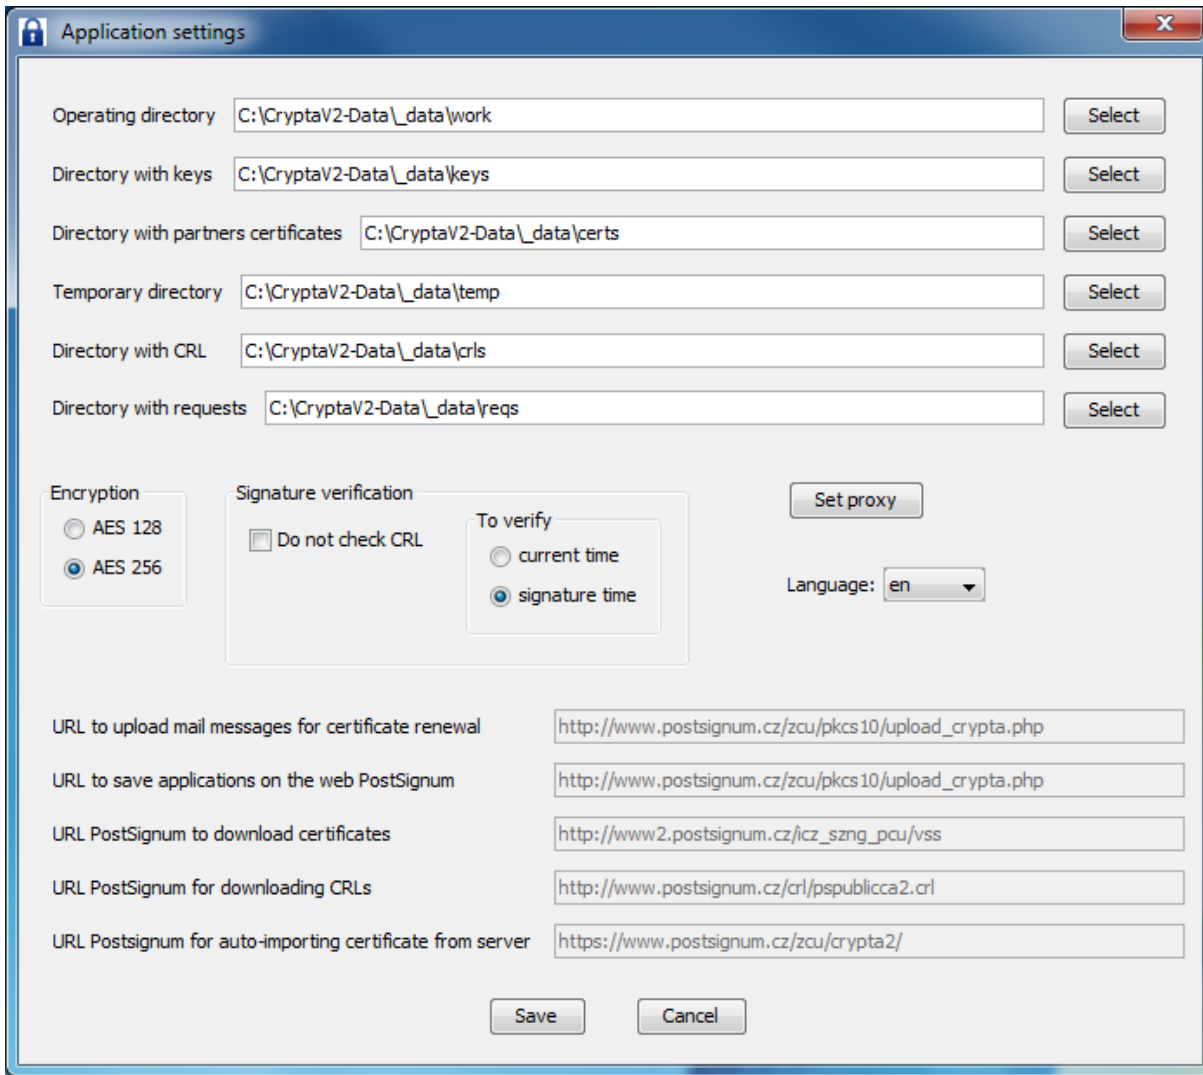 Application settings
Operating directory C:\CryptaV2-Data\_data\work Select
Directory with keys C:\CryptaV2-Data\_data\keys Select
Directory with partners certificates C:\CryptaV2-Data\_data\certs Select
Temporary directory C:\CryptaV2-Data\_data\temp Select
Directory with CRL C:\CryptaV2-Data\_data\crls Select
Directory with requests C:\CryptaV2-Data\_data\reqs Select
Encryption
AES 128
AES 256
Signature verification
Do not check CRL
To verify
current time
signature time
Set proxy
Language: en
URL to upload mail messages for certificate renewal http://www.postsignum.cz/zcu/pkcs10/upload_crypta.php
URL to save applications on the web PostSignum http://www.postsignum.cz/zcu/pkcs10/upload_crypta.php
URL PostSignum to download certificates http://www2.postsignum.cz/icz_szng_pcu/vss
URL PostSignum for downloading CRLs http://www.postsignum.cz/crl/pspublicca2.crl
URL Postsignum for auto-importing certificate from server https://www.postsignum.cz/zcu/crypta2/
Save Cancel